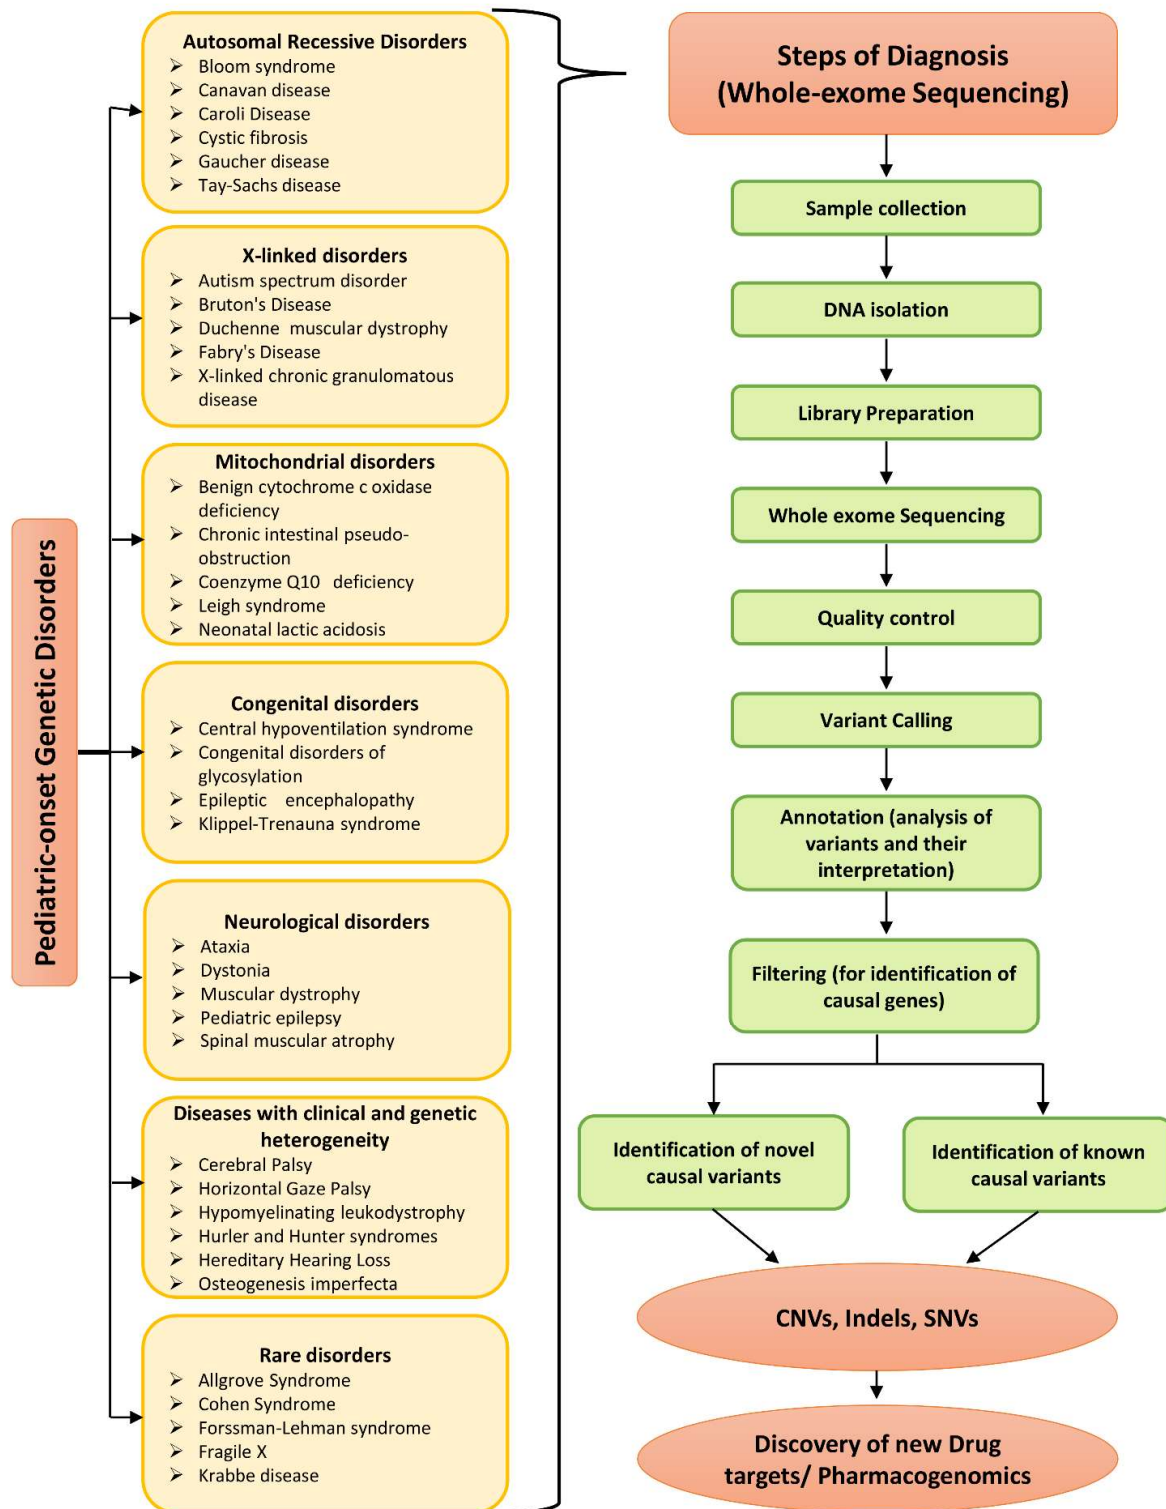 Pediatric-onset Genetic Disorders
Autosomal Recessive Disorders
Bloom syndrome
Canavan disease
Caroli Disease
Cystic fibrosis
Gaucher disease
Tay-Sachs disease
X-linked disorders
Autism spectrum disorder
Bruton's Disease
Duchenne muscular dystrophy
Fabry's Disease
X-linked chronic granulomatous
disease
Mitochondrial disorders
Benign cytochrome c oxidase
deficiency
Chronic intestinal pseudo-
obstruction
Coenzyme Q10 deficiency
Leigh syndrome
Neonatal lactic acidosis
Congenital disorders
Central hypoventilation syndrome
Congenital disorders of
glycosylation
Epileptic encephalopathy
Klippel-Trenauna syndrome
Neurological disorders
Ataxia
Dystonia
Muscular dystrophy
Pediatric epilepsy
Spinal muscular atrophy
Diseases with clinical and genetic
heterogeneity
Cerebral Palsy
Horizontal Gaze Palsy
Hypomyelinating leukodystrophy
Hurler and Hunter syndromes
Hereditary Hearing Loss
Osteogenesis imperfecta
Rare disorders
Allgrove Syndrome
Cohen Syndrome
Forssman-Lehman syndrome
Fragile X
Krabbe disease
Steps of Diagnosis
(Whole-exome Sequencing)
Sample collection
DNA isolation
Library Preparation
Whole exome Sequencing
Quality control
Variant Calling
Annotation (analysis of
variants and their
interpretation)
Filtering (for identification of
causal genes)
Identification of novel
causal variants
Identification of known
causal variants
CNVs, Indels, SNVs
Discovery of new Drug
targets/ Pharmacogenomics